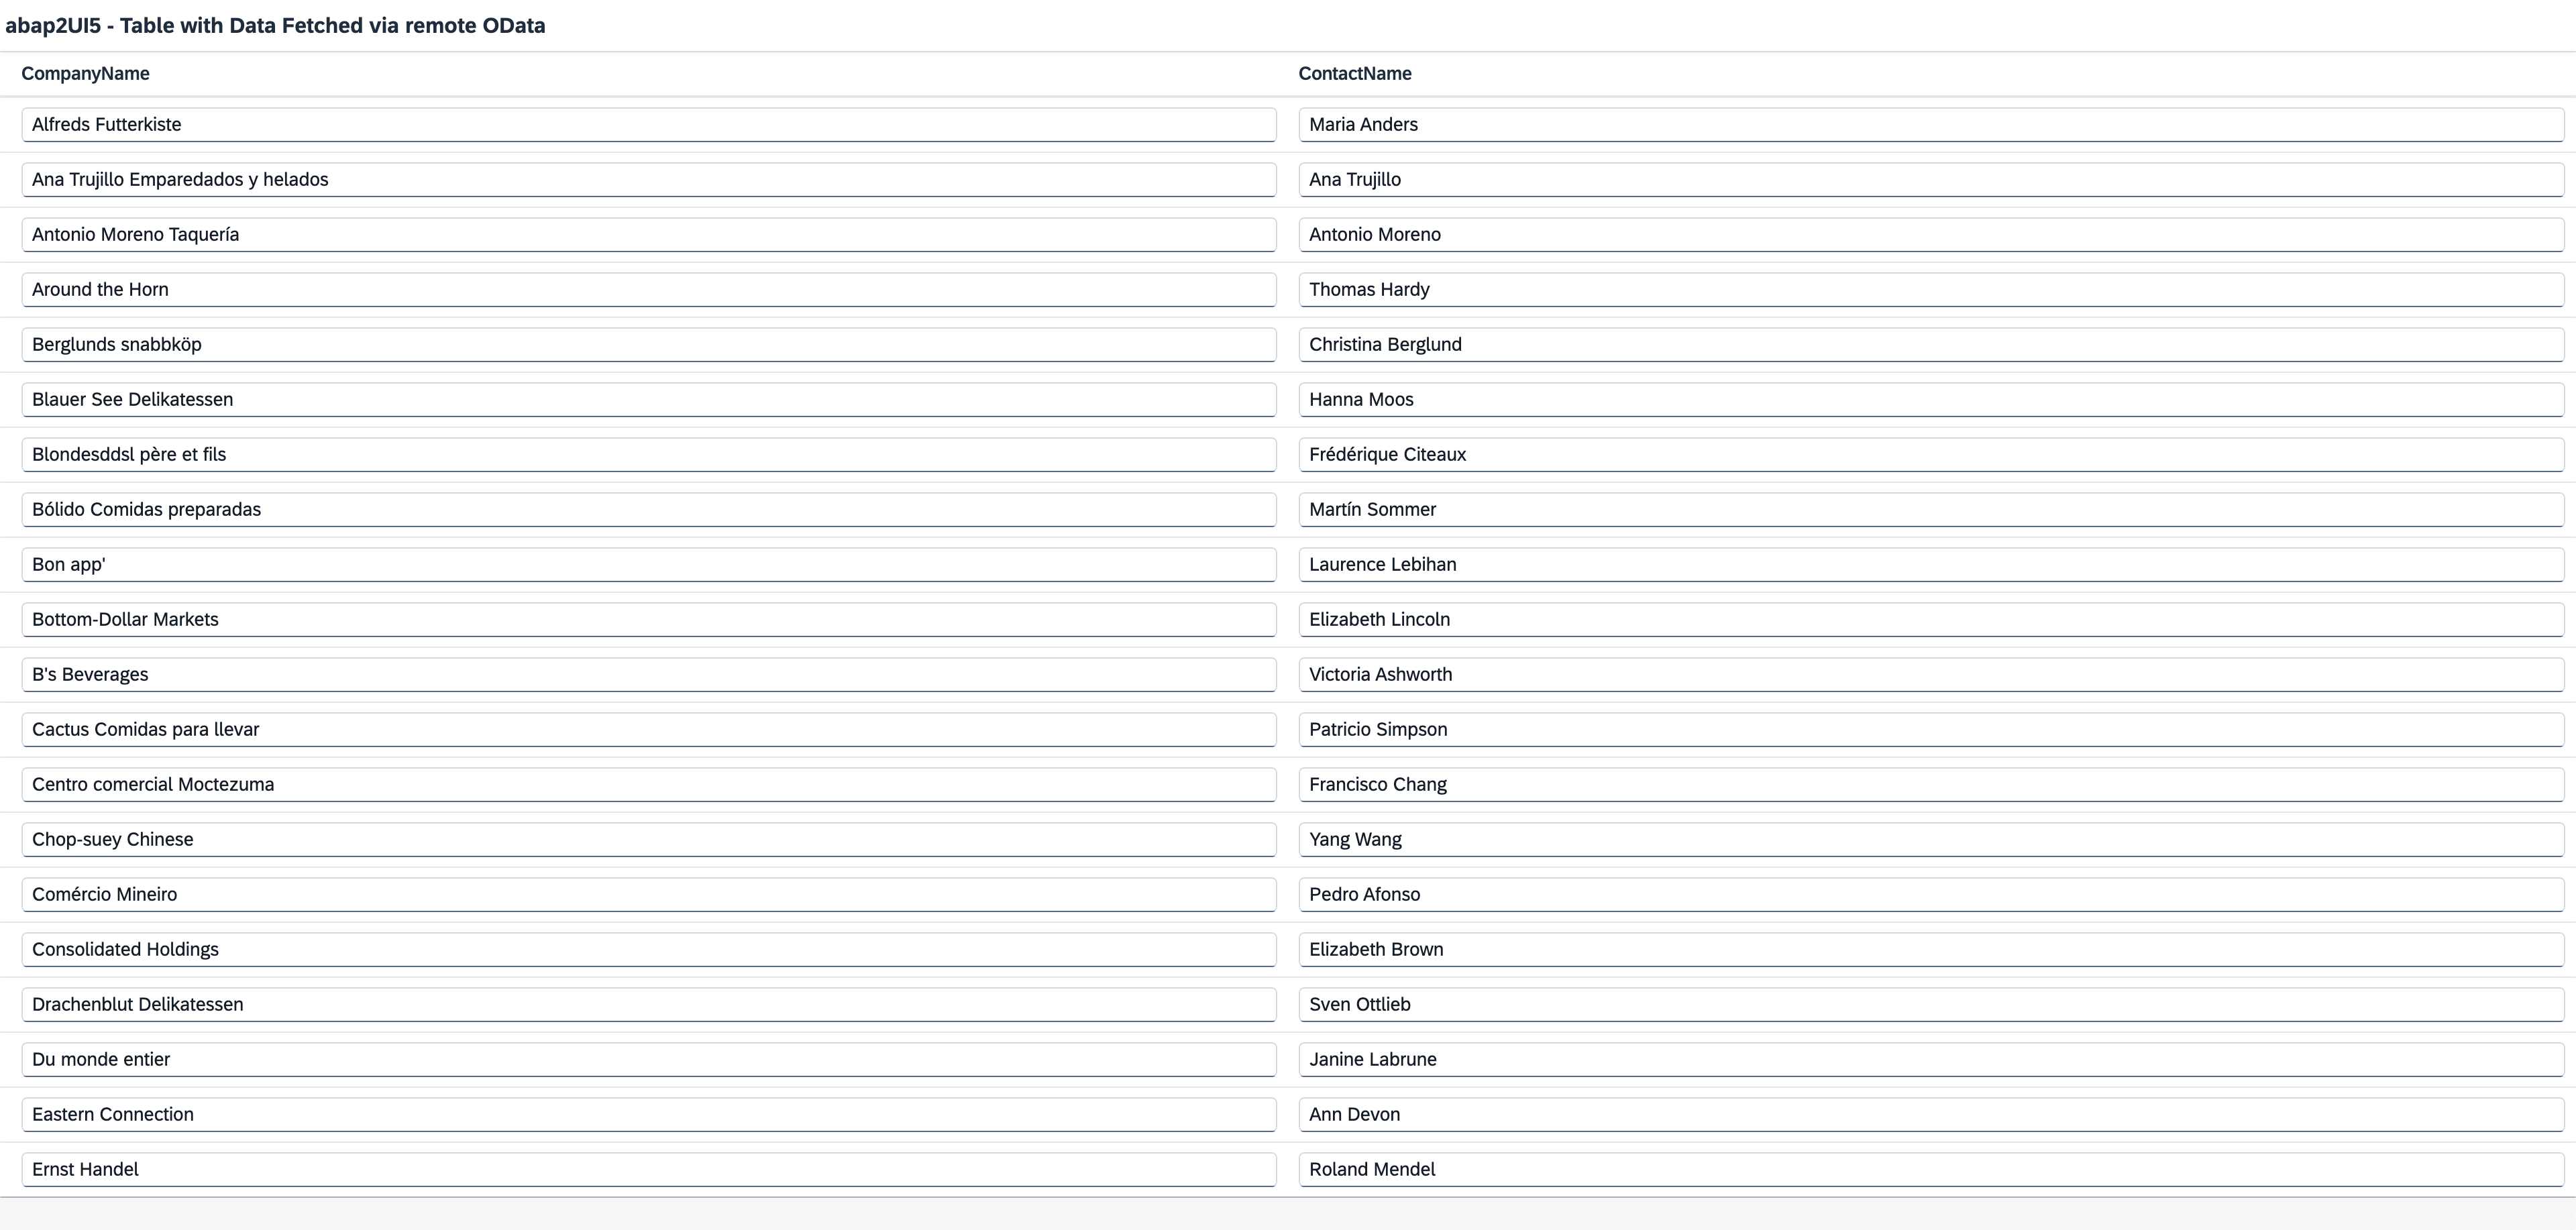 abap2UI5 - Table with Data Fetched via remote OData
CompanyName ContactName
Alfreds Futterkiste Maria Anders
Ana Trujillo Emparedados y helados Ana Trujillo
Antonio Moreno Taquería Antonio Moreno
Around the Horn Thomas Hardy
Berglunds snabbköp Christina Berglund
Blauer See Delikatessen Hanna Moos
Blondesddsl père et fils Frédérique Citeaux
Bólido Comidas preparadas Martín Sommer
Bon app' Laurence Lebihan
Bottom-Dollar Markets Elizabeth Lincoln
B's Beverages Victoria Ashworth
Cactus Comidas para llevar Patricio Simpson
Centro comercial Moctezuma Francisco Chang
Chop-suey Chinese Yang Wang
Comércio Mineiro Pedro Afonso
Consolidated Holdings Elizabeth Brown
Drachenblut Delikatessen Sven Ottlieb
Du monde entier Janine Labrune
Eastern Connection Ann Devon
Ernst Handel Roland Mendel